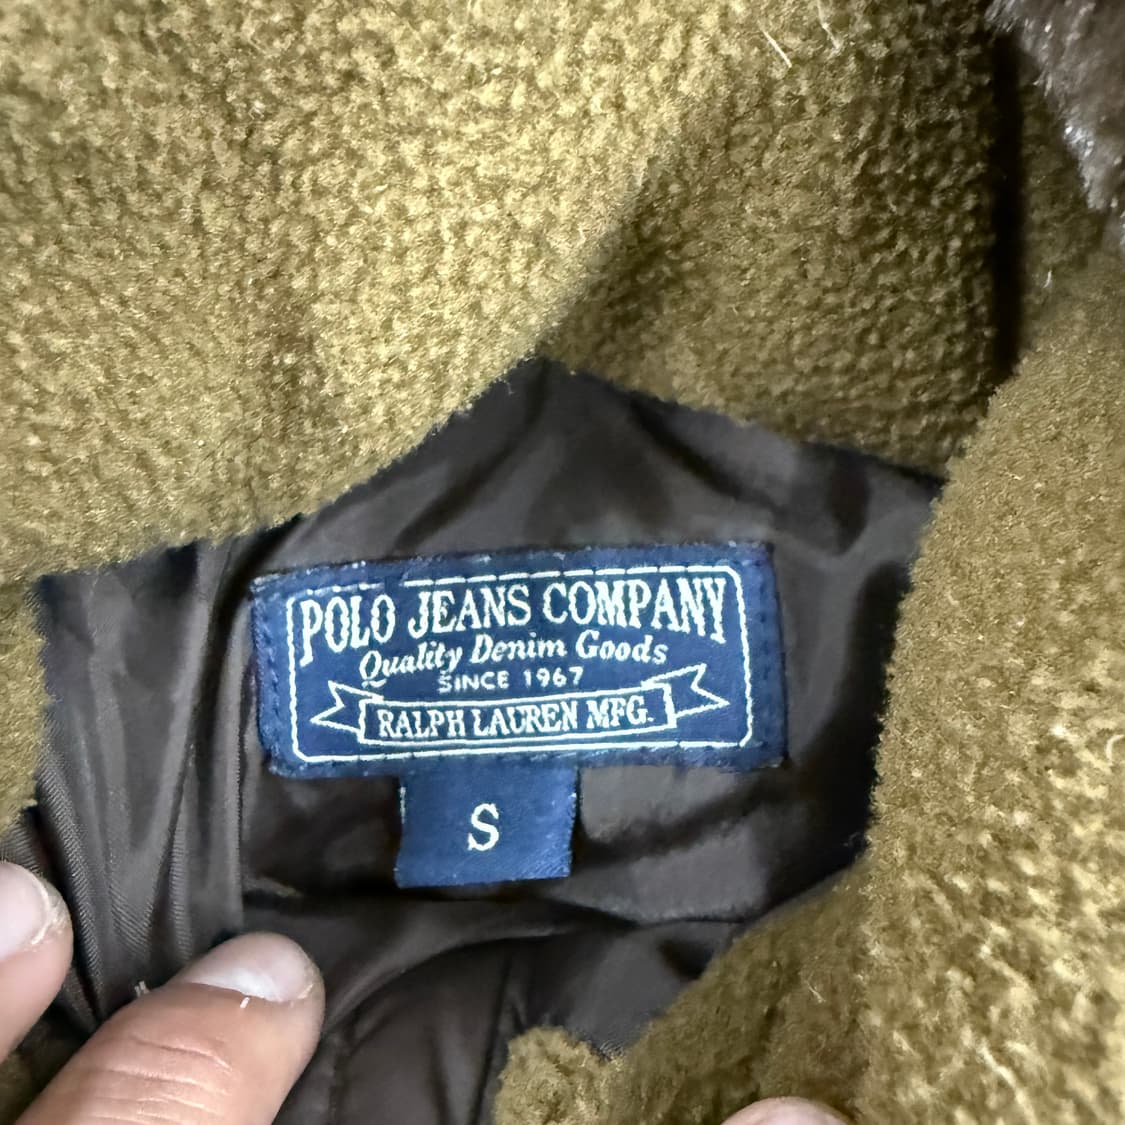 POLO JEANS COMPANY
Quality Denim Goods
SINCE 1967
RALPH LAUREN MFG.
S